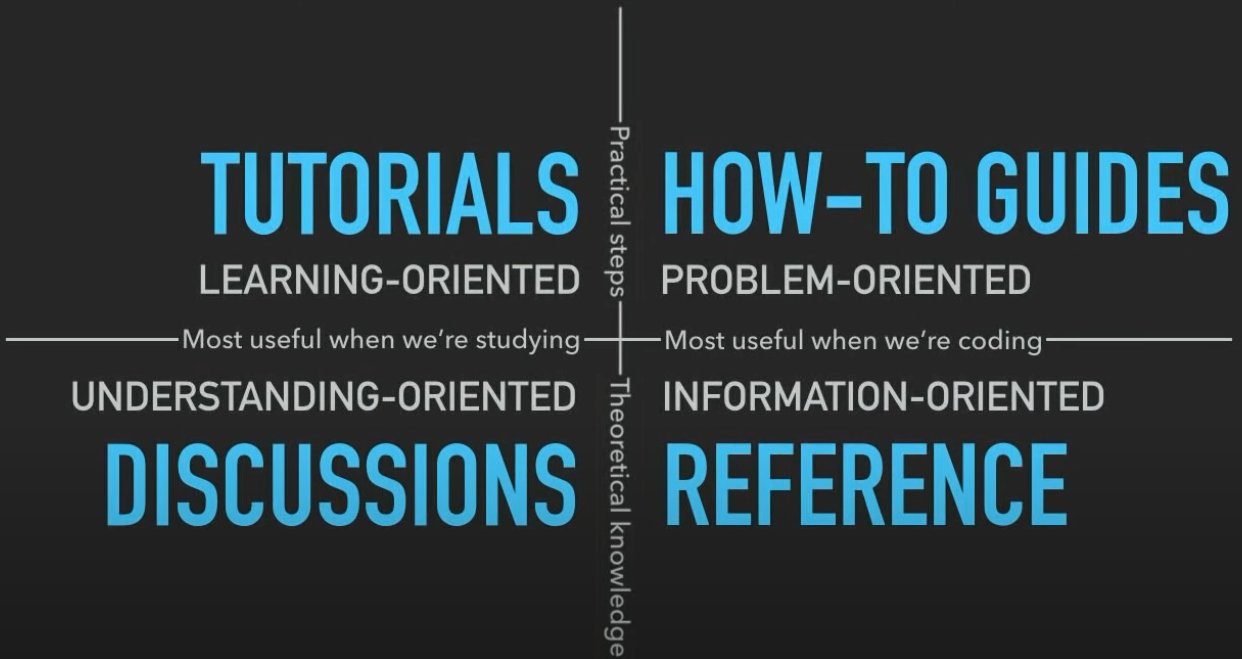 TUTORIALS
HOW-TO GUIDES
LEARNING-ORIENTED
PROBLEM-ORIENTED
Practical steps
Most useful when we're studying
Most useful when we're coding
UNDERSTANDING-ORIENTED
INFORMATION-ORIENTED
DISCUSSIONS
REFERENCE
Theoretical knowledge